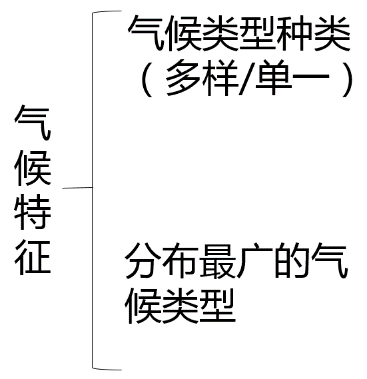 气候特征
气候类型种类
（多样/单一）
分布最广的气
候类型